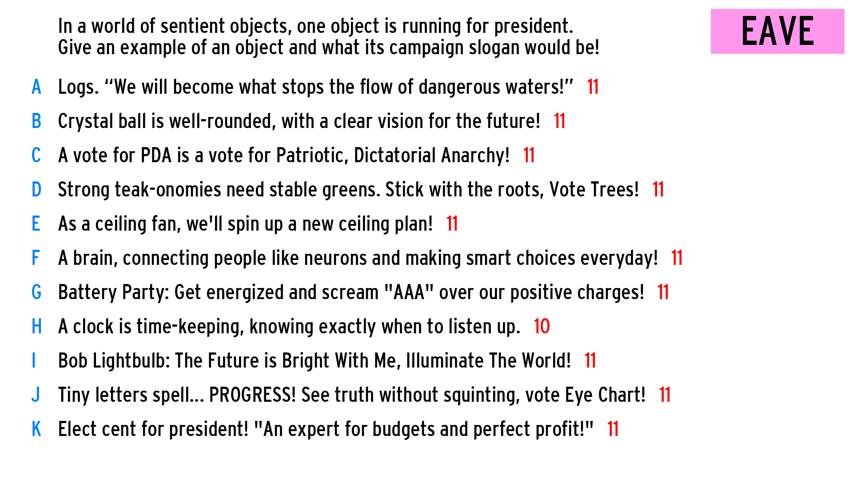 In a world of sentient objects, one object is running for president.
Give an example of an object and what its campaign slogan would be!
EAVE
A Logs. “We will become what stops the flow of dangerous waters!” 11
B Crystal ball is well-rounded, with a clear vision for the future! 11
C A vote for PDA is a vote for Patriotic, Dictatorial Anarchy! 11
D Strong teak-onomies need stable greens. Stick with the roots, Vote Trees! 11
E As a ceiling fan, we'll spin up a new ceiling plan! 11
F A brain, connecting people like neurons and making smart choices everyday! 11
G Battery Party: Get energized and scream "AAA" over our positive charges! 11
H A clock is time-keeping, knowing exactly when to listen up. 10
I Bob Lightbulb: The Future is Bright With Me, Illuminate The World! 11
J Tiny letters spell... PROGRESS! See truth without squinting, vote Eye Chart! 11
K Elect cent for president! "An expert for budgets and perfect profit!" 11